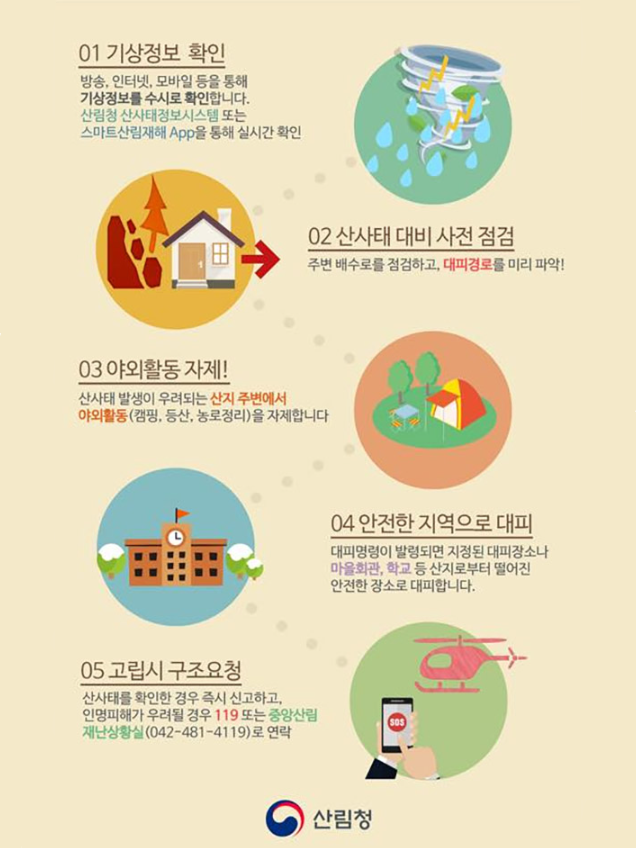 01 기상정보 확인
방송, 인터넷, 모바일 등을 통해
기상정보를 수시로 확인합니다.
산림청 산사태정보시스템 또는
스마트산림재해 App을 통해 실시간 확인
02 산사태 대비 사전 점검
주변 배수로를 점검하고, 대피경로를 미리 파악!
03 야외활동 자제!
산사태 발생이 우려되는 산지 주변에서
야외활동(캠핑, 등산, 농로정리)을 자제합니다
04 안전한 지역으로 대피
대피명령이 발령되면 지정된 대피장소나
마을회관, 학교 등 산지로부터 떨어진
안전한 장소로 대피합니다.
05 고립시 구조요청
산사태를 확인한 경우 즉시 신고하고,
인명피해가 우려될 경우 119 또는 중앙산림
재난상황실(042-481-4119)로 연락
SOS
산림청